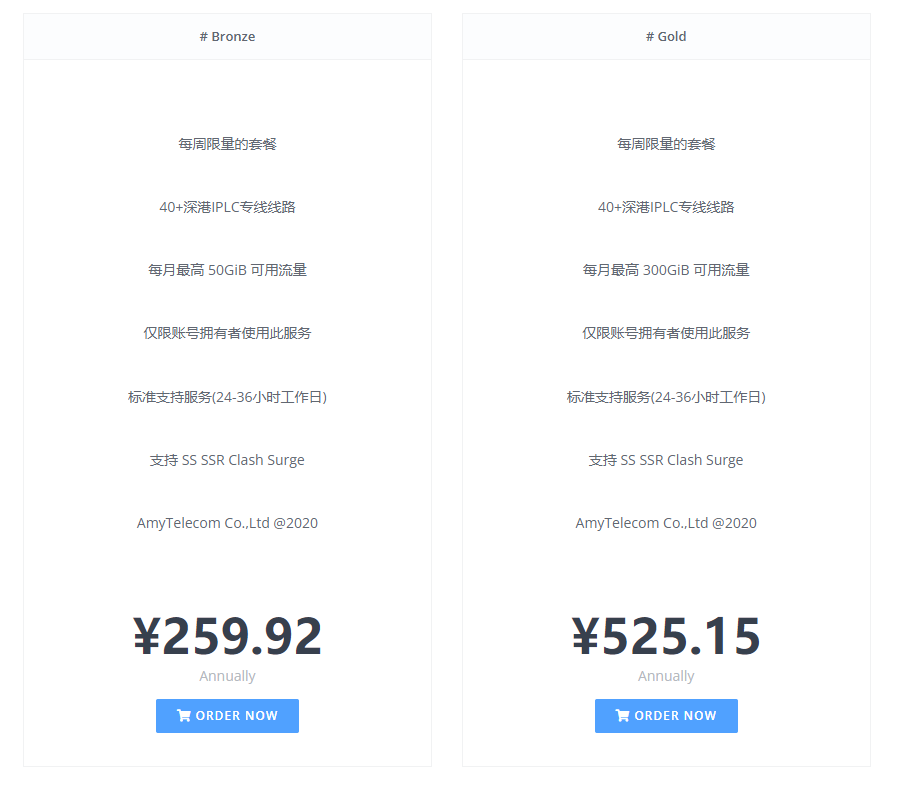 # Bronze
每周限量的套餐
40+深港IPLC专线线路
每月最高 50GiB 可用流量
仅限账号拥有者使用此服务
标准支持服务(24-36小时工作日)
支持 SS SSR Clash Surge
AmyTelecom Co.,Ltd @2020
¥259.92
Annually
ORDER NOW
# Gold
每周限量的套餐
40+深港IPLC专线线路
每月最高 300GiB 可用流量
仅限账号拥有者使用此服务
标准支持服务(24-36小时工作日)
支持 SS SSR Clash Surge
AmyTelecom Co.,Ltd @2020
¥525.15
Annually
ORDER NOW